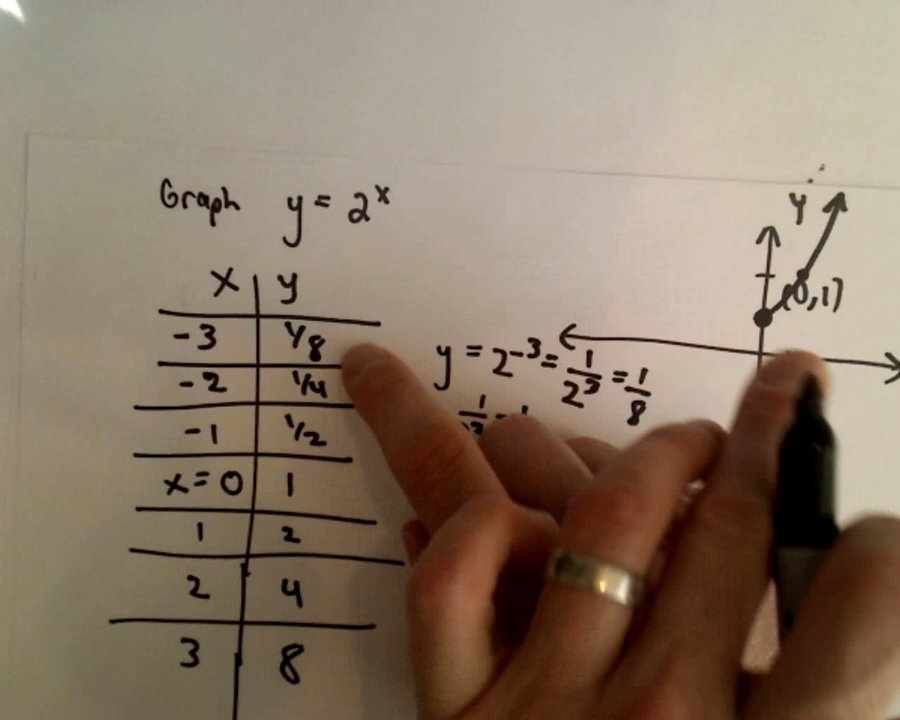 Graph y = 2^x
x y
-3 1/8
-2 1/4
-1 1/2
x=0 1
1 2
2 4
3 8
y = 2^-3 = 1/2^3 = 1/8
y
(0,1)